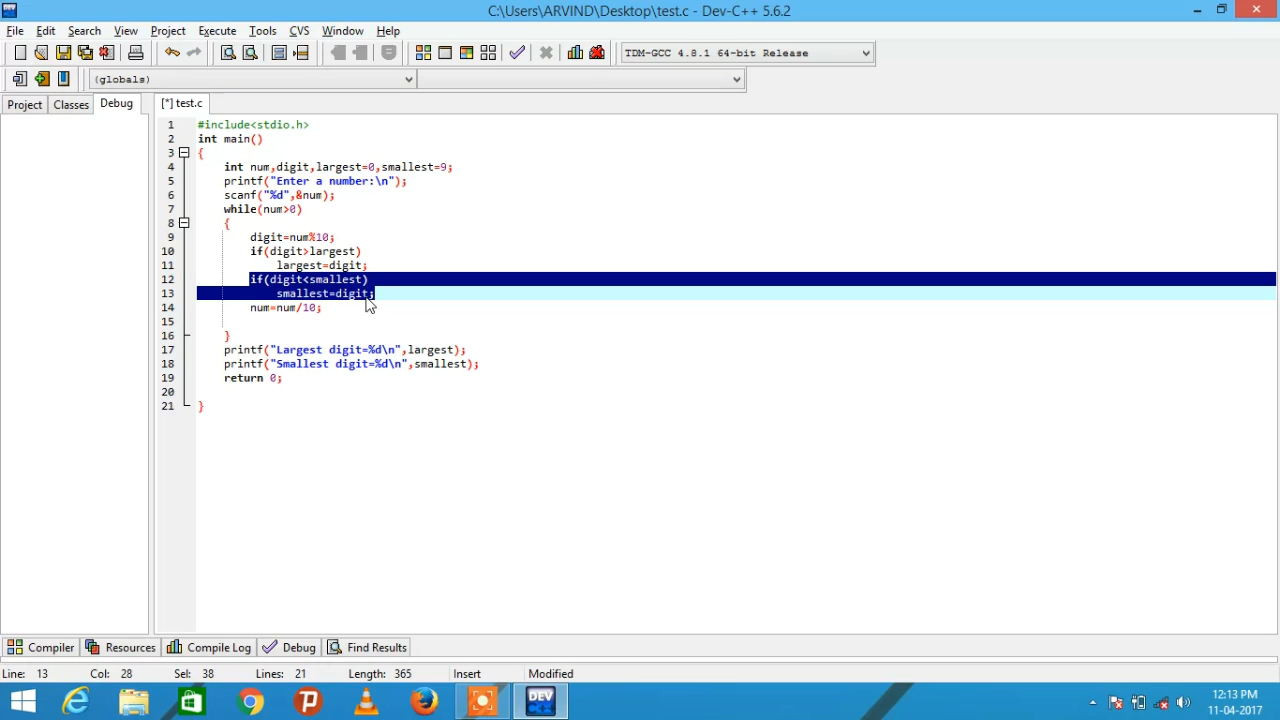 C:\Users\ARVIND\Desktop\test.c - Dev-C++ 5.6.2
File Edit Search View Project Execute Tools CVS Window Help
TDM-GCC 4.8.1 64-bit Release
(globals)
Project Classes Debug [*] test.c
1 #include<stdio.h>
2 int main()
3 {
4 int num,digit,largest=0,smallest=9;
5 printf("Enter a number:\n");
6 scanf("%d",&num);
7 while(num>0)
8 {
9 digit=num%10;
10 if(digit>largest)
11 largest=digit;
12 if(digit<smallest)
13 smallest=digit;
14 num=num/10;
15
16 }
17 printf("Largest digit=%d\n",largest);
18 printf("Smallest digit=%d\n",smallest);
19 return 0;
20
21 }
Compiler Resources Compile Log Debug Find Results
Line: 13 Col: 28 Sel: 38 Lines: 21 Length: 365 Insert Modified
DEV C++
12:13 PM
11-04-2017